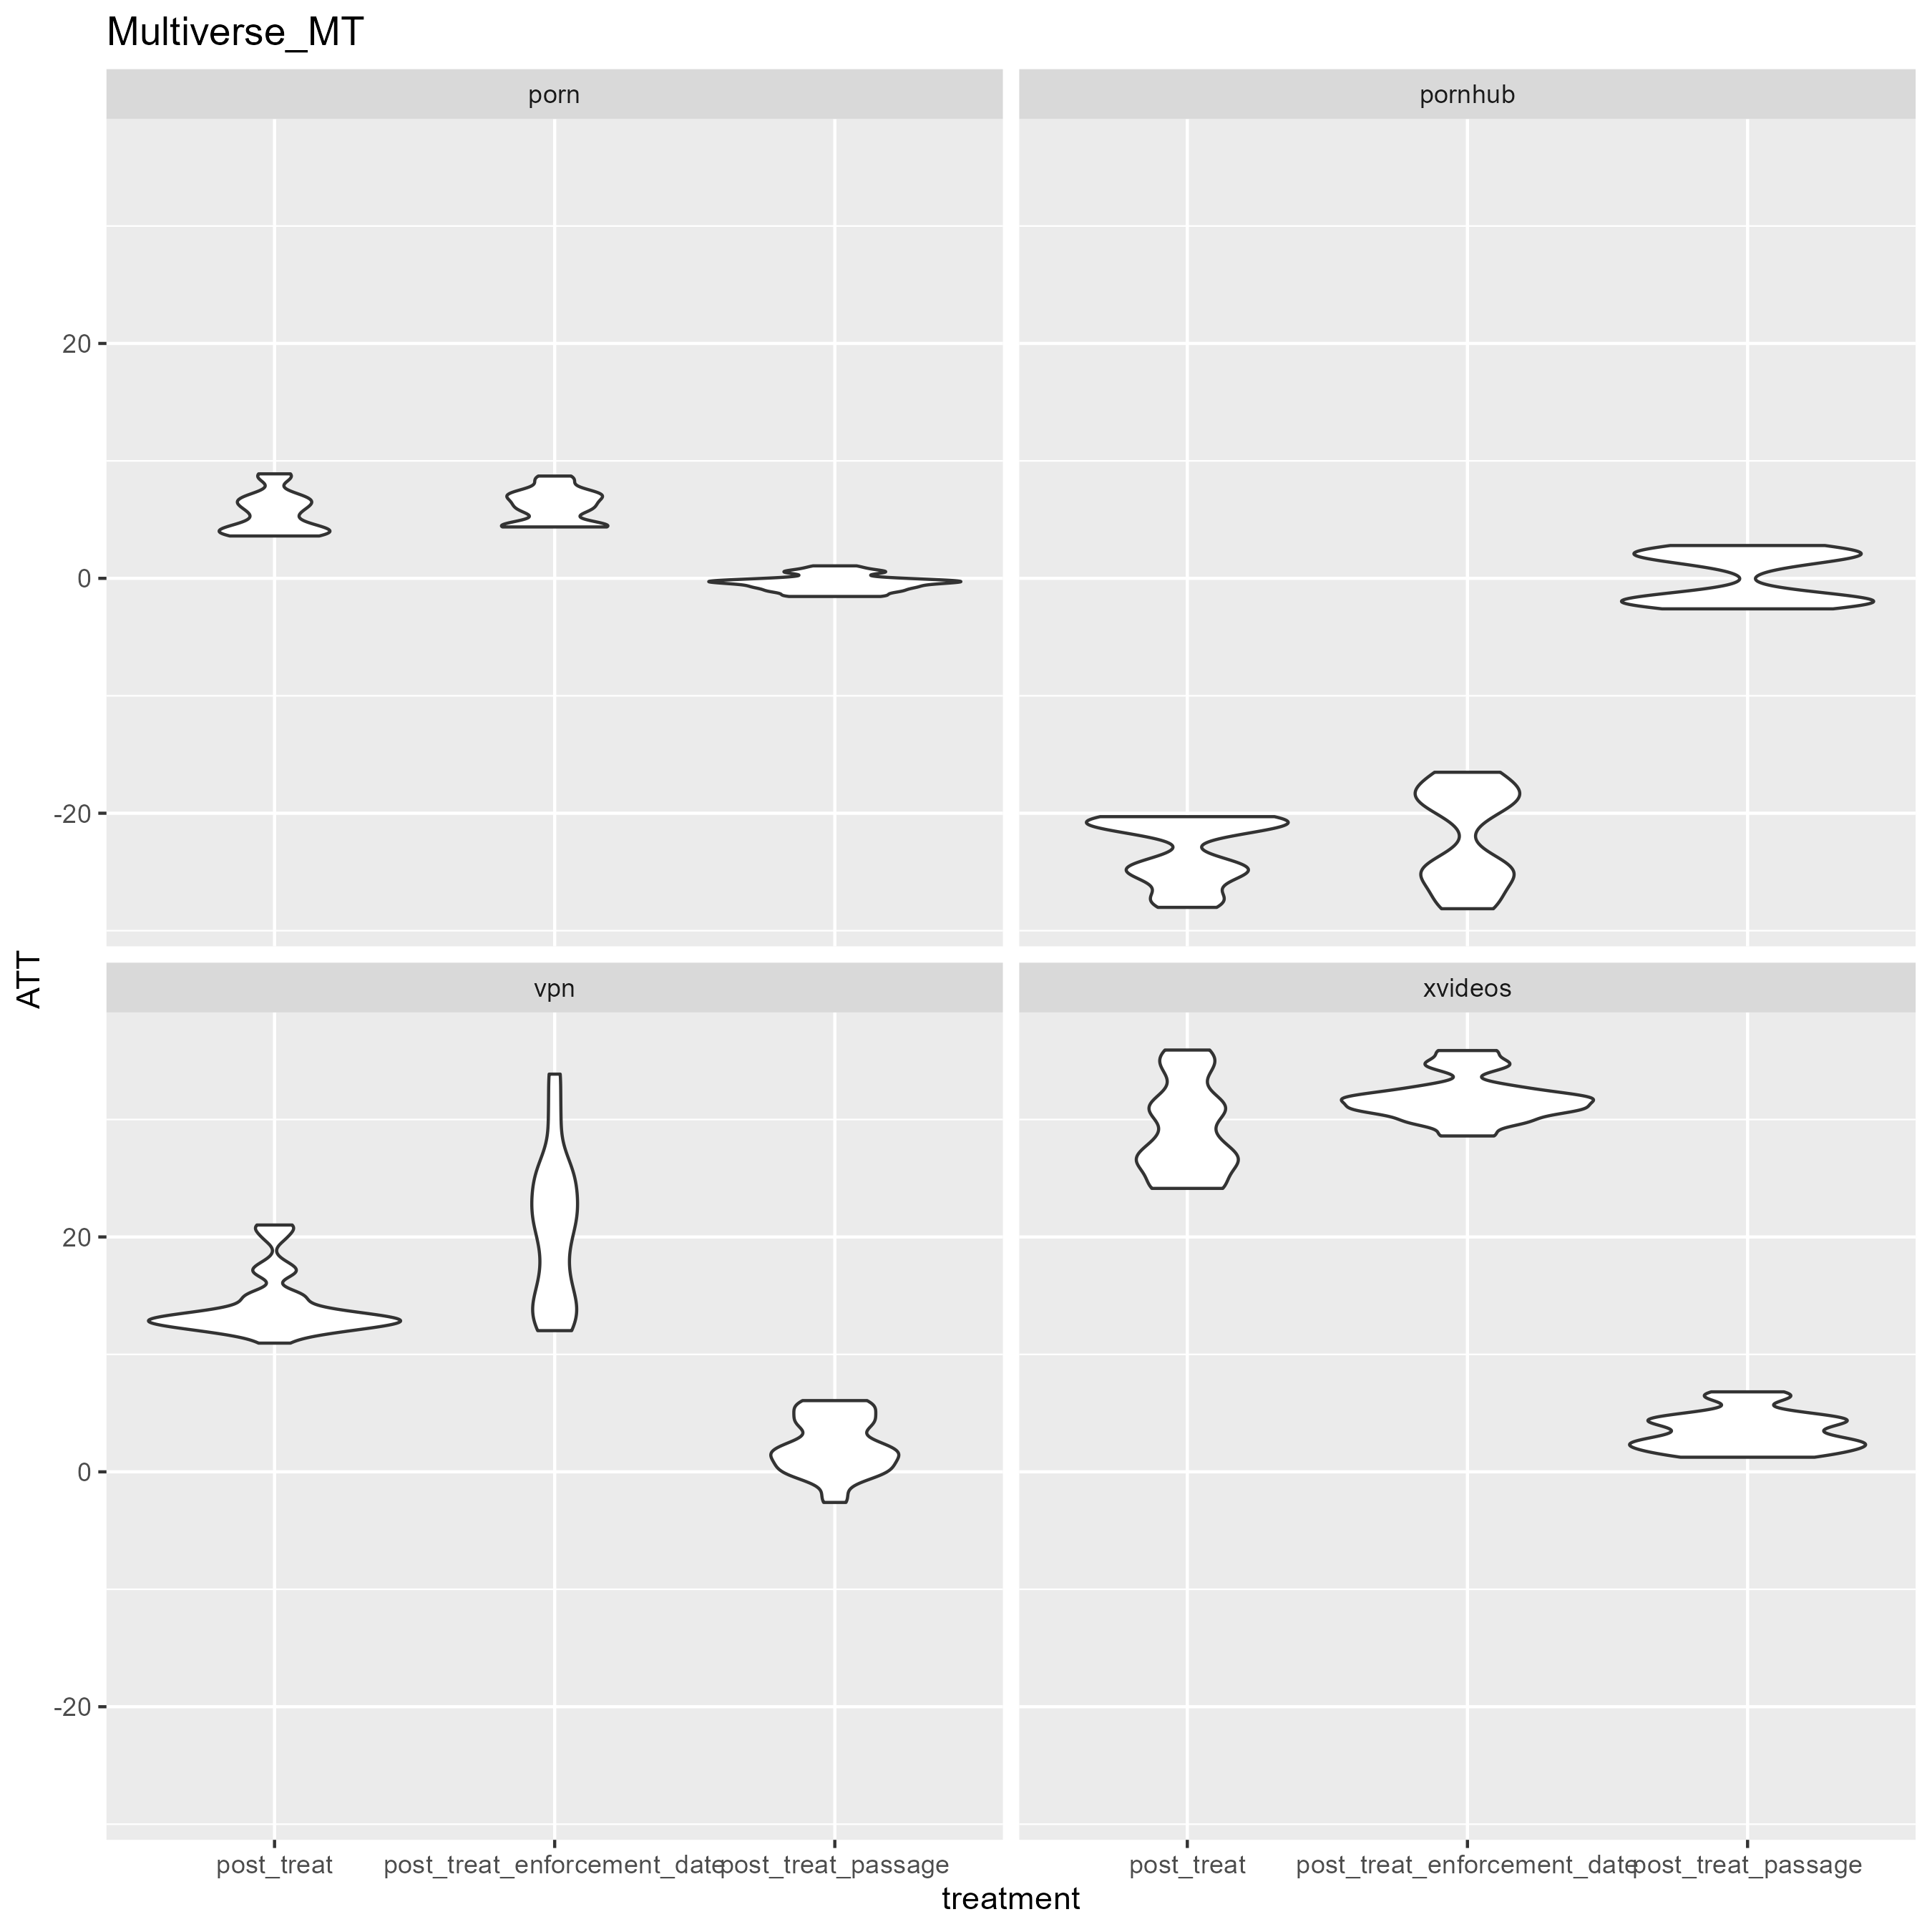 Multiverse_MT
porn
pornhub
20
0
-20
ATT
vpn
xvideos
20
0
-20
post_treat
post_treat_enforcement_date
post_treat_passage
post_treat
post_treat_enforcement_date
post_treat_passage
treatment